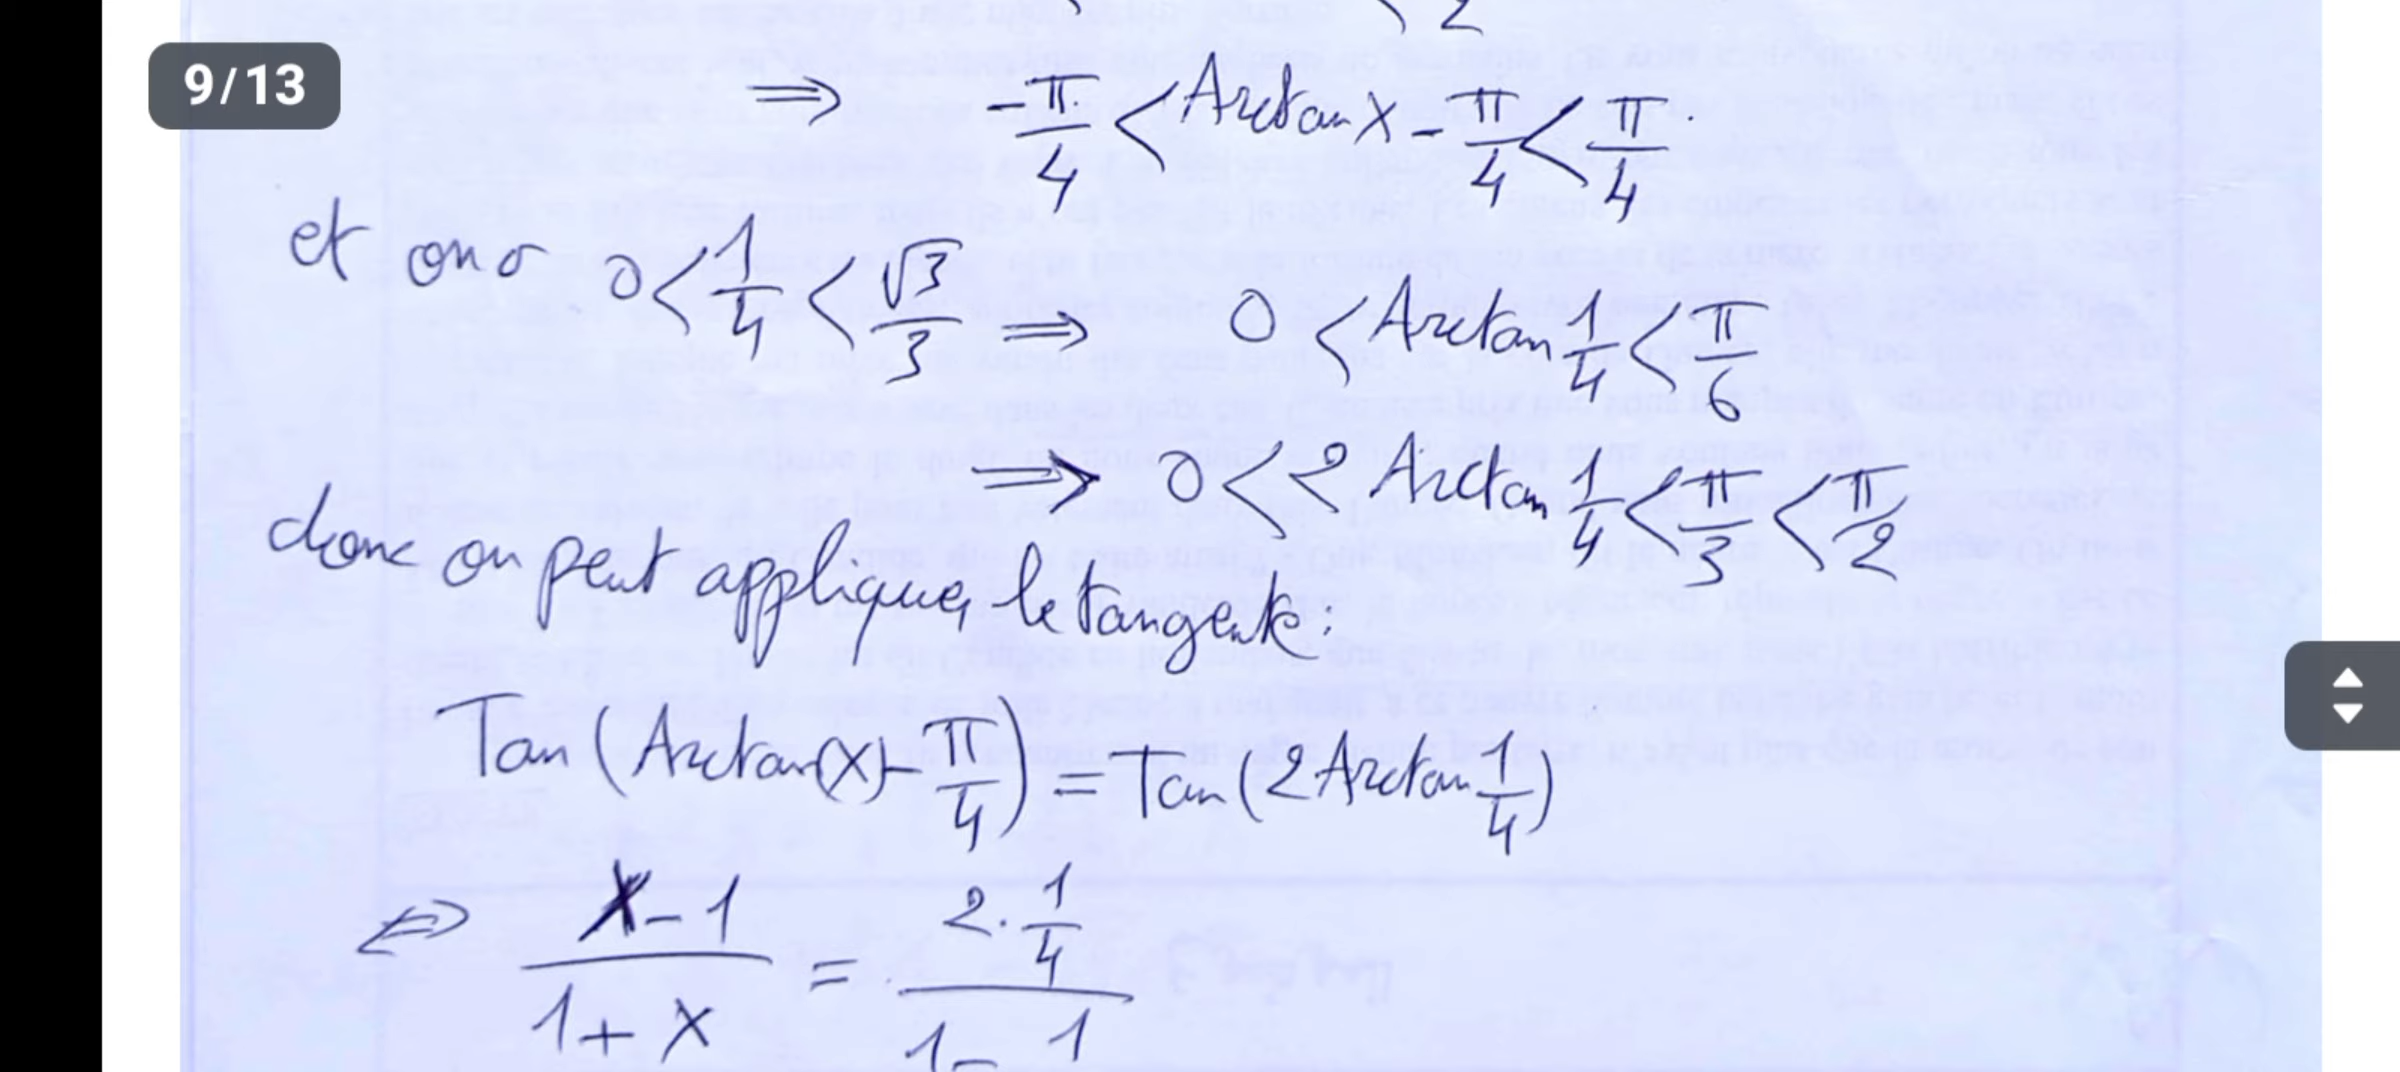 9/13
2
⇒ -π/4 < Arctan x - π/4 < π/4.
et on a 0 < 1/4 < √3/3 ⇒ 0 < Arctan 1/4 < π/6
⇒ 0 < 2 Arctan 1/4 < π/3 < π/2
donc on peut appliquer le tangente :
Tan (Arctan(x) - π/4) = Tan (2 Arctan 1/4)
⇔ x - 1 / 1 + x = 2 . 1/4 / 1 - 1